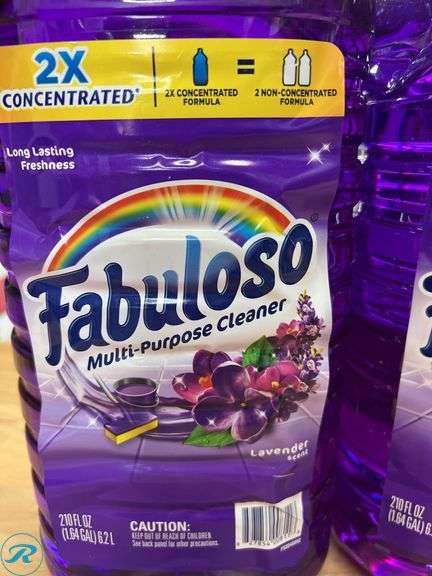 2X
CONCENTRATED*
2X CONCENTRATED
FORMULA
=
2 NON-CONCENTRATED
FORMULA
Long Lasting
Freshness
Fabuloso
Multi-Purpose Cleaner
Lavender
scent
210 FL OZ
(1.64 GAL) 6.2 L
CAUTION:
KEEP OUT OF REACH OF CHILDREN.
See back panel for other precautions.
210 FL OZ
(1.64 GAL) 6.
R